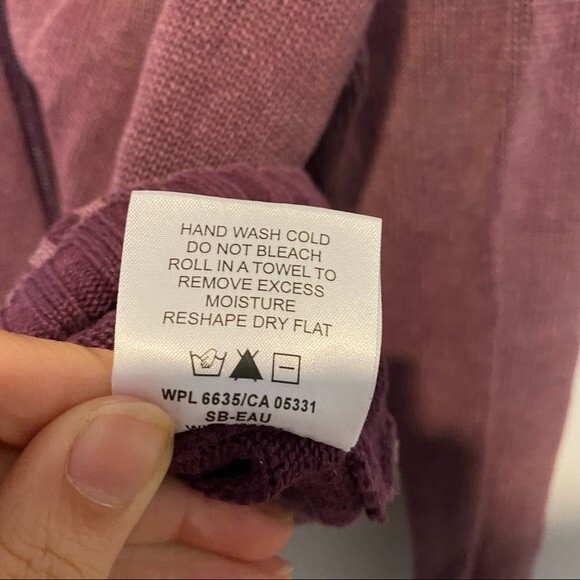 HAND WASH COLD
DO NOT BLEACH
ROLL IN A TOWEL TO
REMOVE EXCESS
MOISTURE
RESHAPE DRY FLAT
WPL 6635/CA 05331
SB-EAU